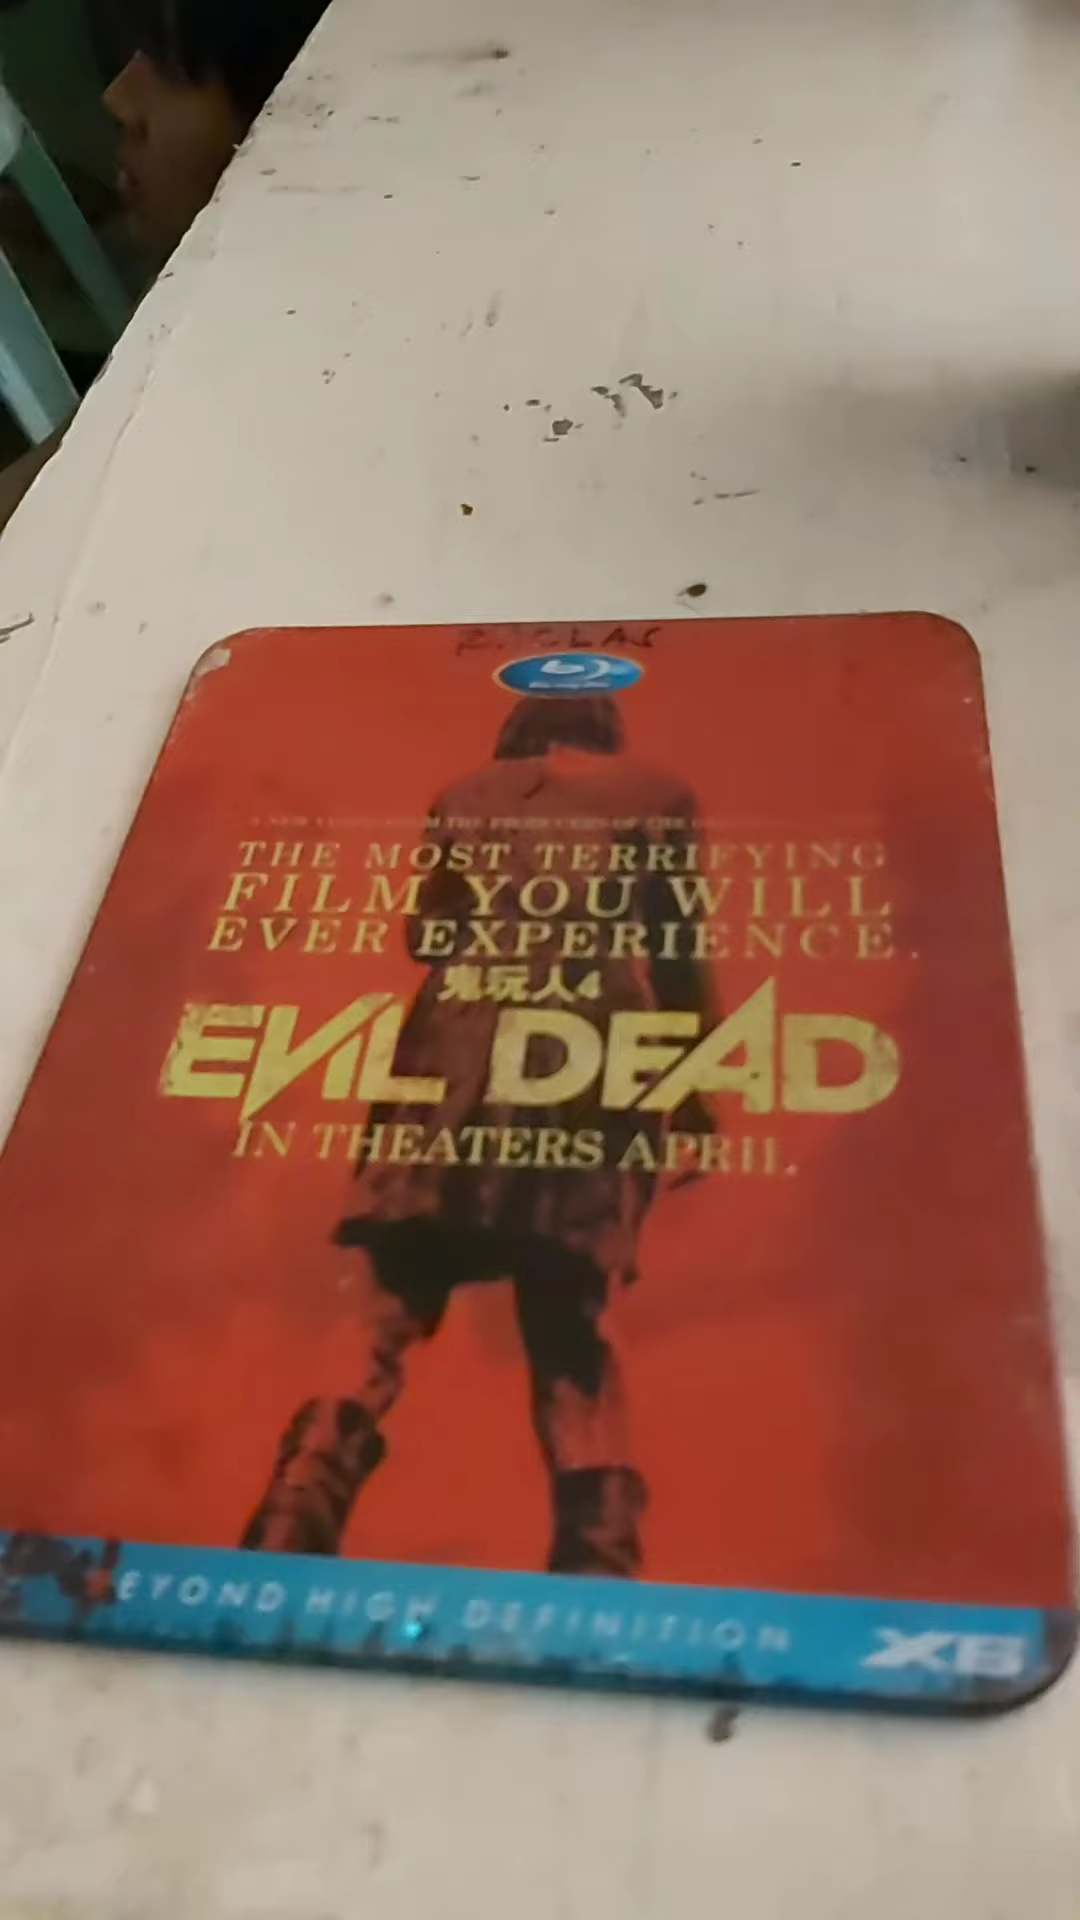 THE MOST TERRIFYING
FILM YOU WILL
EVER EXPERIENCE.
鬼玩人4
EVIL DEAD
IN THEATERS APRIL.
EYOND HIGH DEFINITION